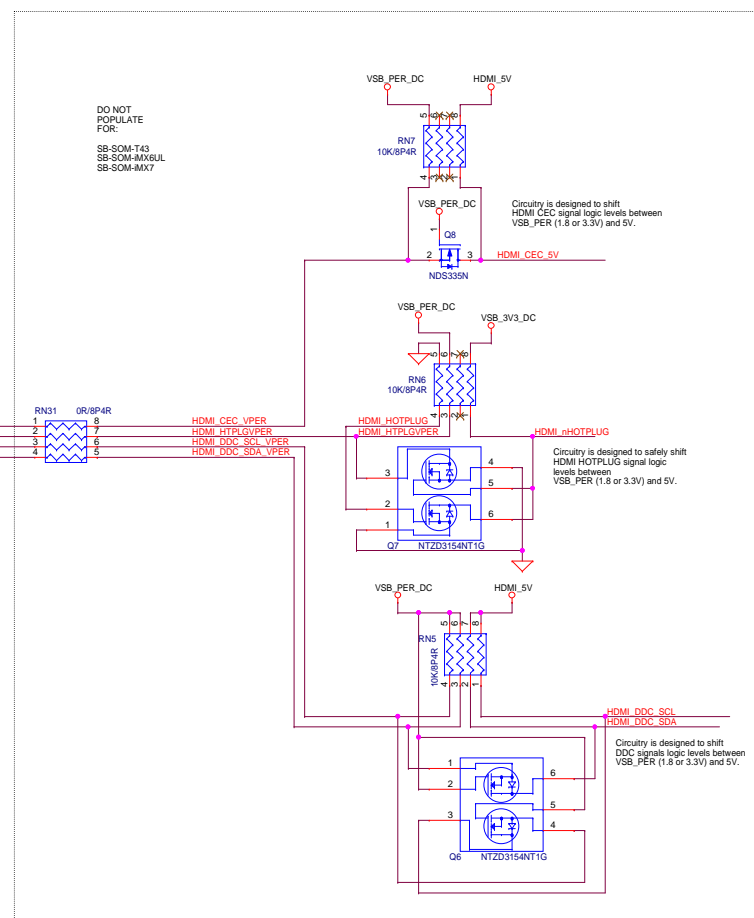 VSB_PER_DC
HDMI_5V
DO NOT
POPULATE
FOR:
SB-SOM-T43
SB-SOM-iMX6UL
SB-SOM-iMX7
5
6
7
8
RN7
10K/8P4R
4
3
2
1
VSB_PER_DC
Circuitry is designed to shift
HDMI CEC signal logic levels between
VSB_PER (1.8 or 3.3V) and 5V.
1
Q8
2
3
HDMI_CEC_5V
NDS335N
VSB_PER_DC
VSB_3V3_DC
5
6
7
8
RN6
10K/8P4R
4
3
2
1
RN31
0R/8P4R
1
8
HDMI_CEC_VPER
HDMI_HOTPLUG
2
7
HDMI_HTPLGVPER
HDMI_HTPLGVPER
HDMI_nHOTPLUG
3
6
HDMI_DDC_SCL_VPER
4
5
HDMI_DDC_SDA_VPER
Circuitry is designed to safely shift
HDMI HOTPLUG signal logic
levels between
VSB_PER (1.8 or 3.3V) and 5V.
3
4
5
2
6
1
Q7
NTZD3154NT1G
VSB_PER_DC
HDMI_5V
5
6
7
8
RN5
10K/8P4R
4
3
2
1
HDMI_DDC_SCL
HDMI_DDC_SDA
Circuitry is designed to shift
DDC signals logic levels between
VSB_PER (1.8 or 3.3V) and 5V.
1
6
2
5
3
4
Q6
NTZD3154NT1G